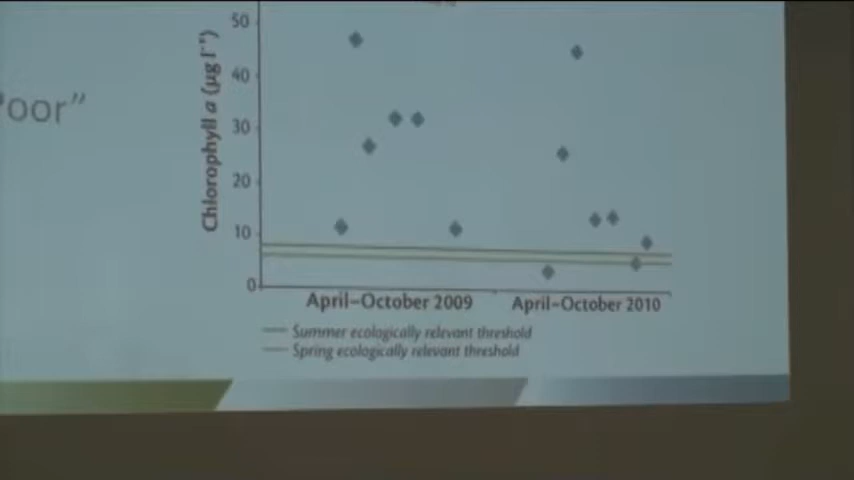 oor”
Chlorophyll a (µg l⁻¹)
50
40
30
20
10
0
April–October 2009
April–October 2010
Summer ecologically relevant threshold
Spring ecologically relevant threshold